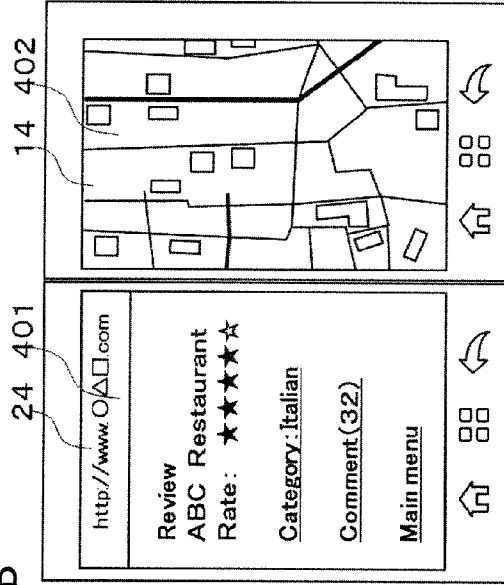 24 401
14 402
http://www.○△□.com
Review
ABC Restaurant
Rate: ★★★★☆
Category:Italian
Comment(32)
Main menu